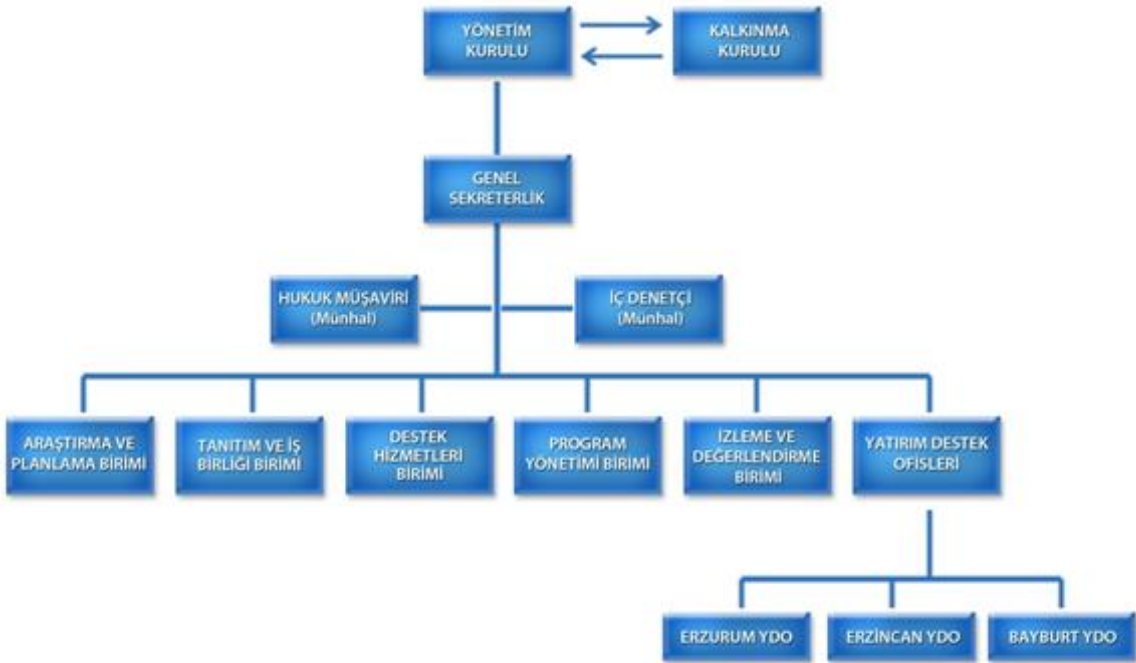 YÖNETİM
KURULU
KALKINMA
KURULU
GENEL
SEKRETERLİK
HUKUK MÜŞAVİRİ
(Münhal)
İÇ DENETÇİ
(Münhal)
ARAŞTIRMA VE
PLANLAMA BİRİMİ
TANITIM VE İŞ
BİRLİĞİ BİRİMİ
DESTEK
HİZMETLERİ
BİRİMİ
PROGRAM
YÖNETİMİ BİRİMİ
İZLEME VE
DEĞERLENDİRME
BİRİMİ
YATIRIM DESTEK
OFİSLERİ
ERZURUM YDO
ERZİNCAN YDO
BAYBURT YDO